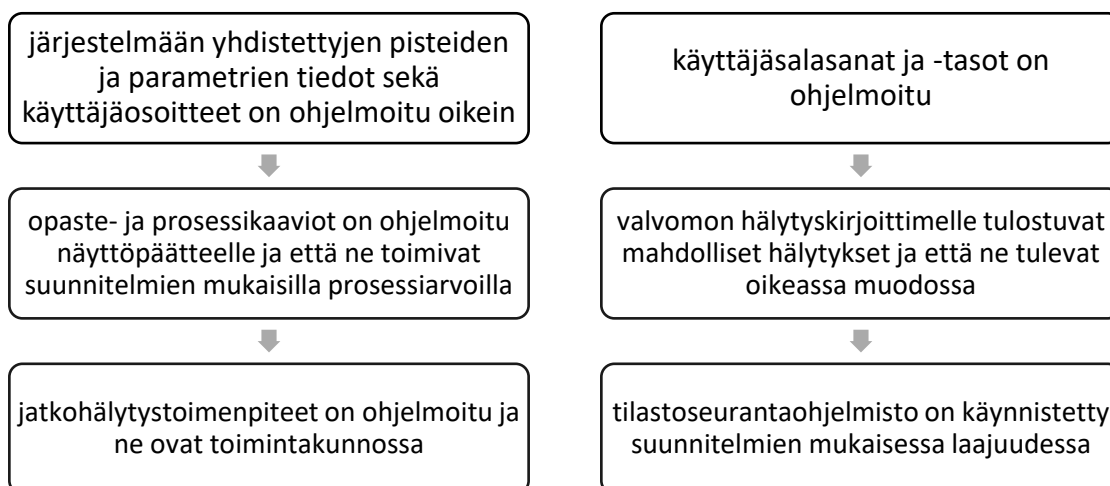 järjestelmään yhdistettyjen pisteiden
ja parametrien tiedot sekä
käyttäjäosoitteet on ohjelmoitu oikein
opaste- ja prosessikaaviot on ohjelmoitu
näyttöpäätteelle ja että ne toimivat
suunnitelmien mukaisilla prosessiarvoilla
jatkohälytystoimenpiteet on ohjelmoitu ja
ne ovat toimintakunnossa
käyttäjäsalasanat ja -tasot on
ohjelmoitu
valvomon hälytyskirjoittimelle tulostuvat
mahdolliset hälytykset ja että ne tulevat
oikeassa muodossa
tilastoseurantaohjelmisto on käynnistetty
suunnitelmien mukaisessa laajuudessa